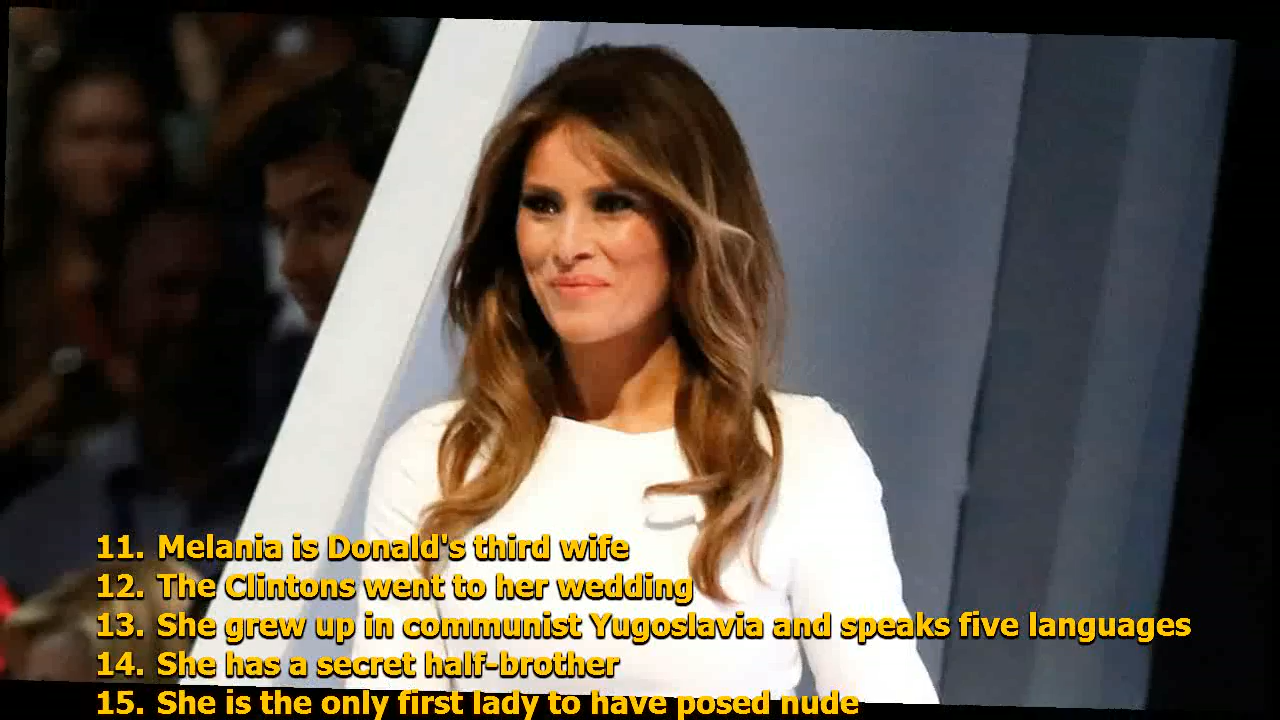 11. Melania is Donald's third wife
12. The Clintons went to her wedding
13. She grew up in communist Yugoslavia and speaks five languages
14. She has a secret half-brother
15. She is the only first lady to have posed nude